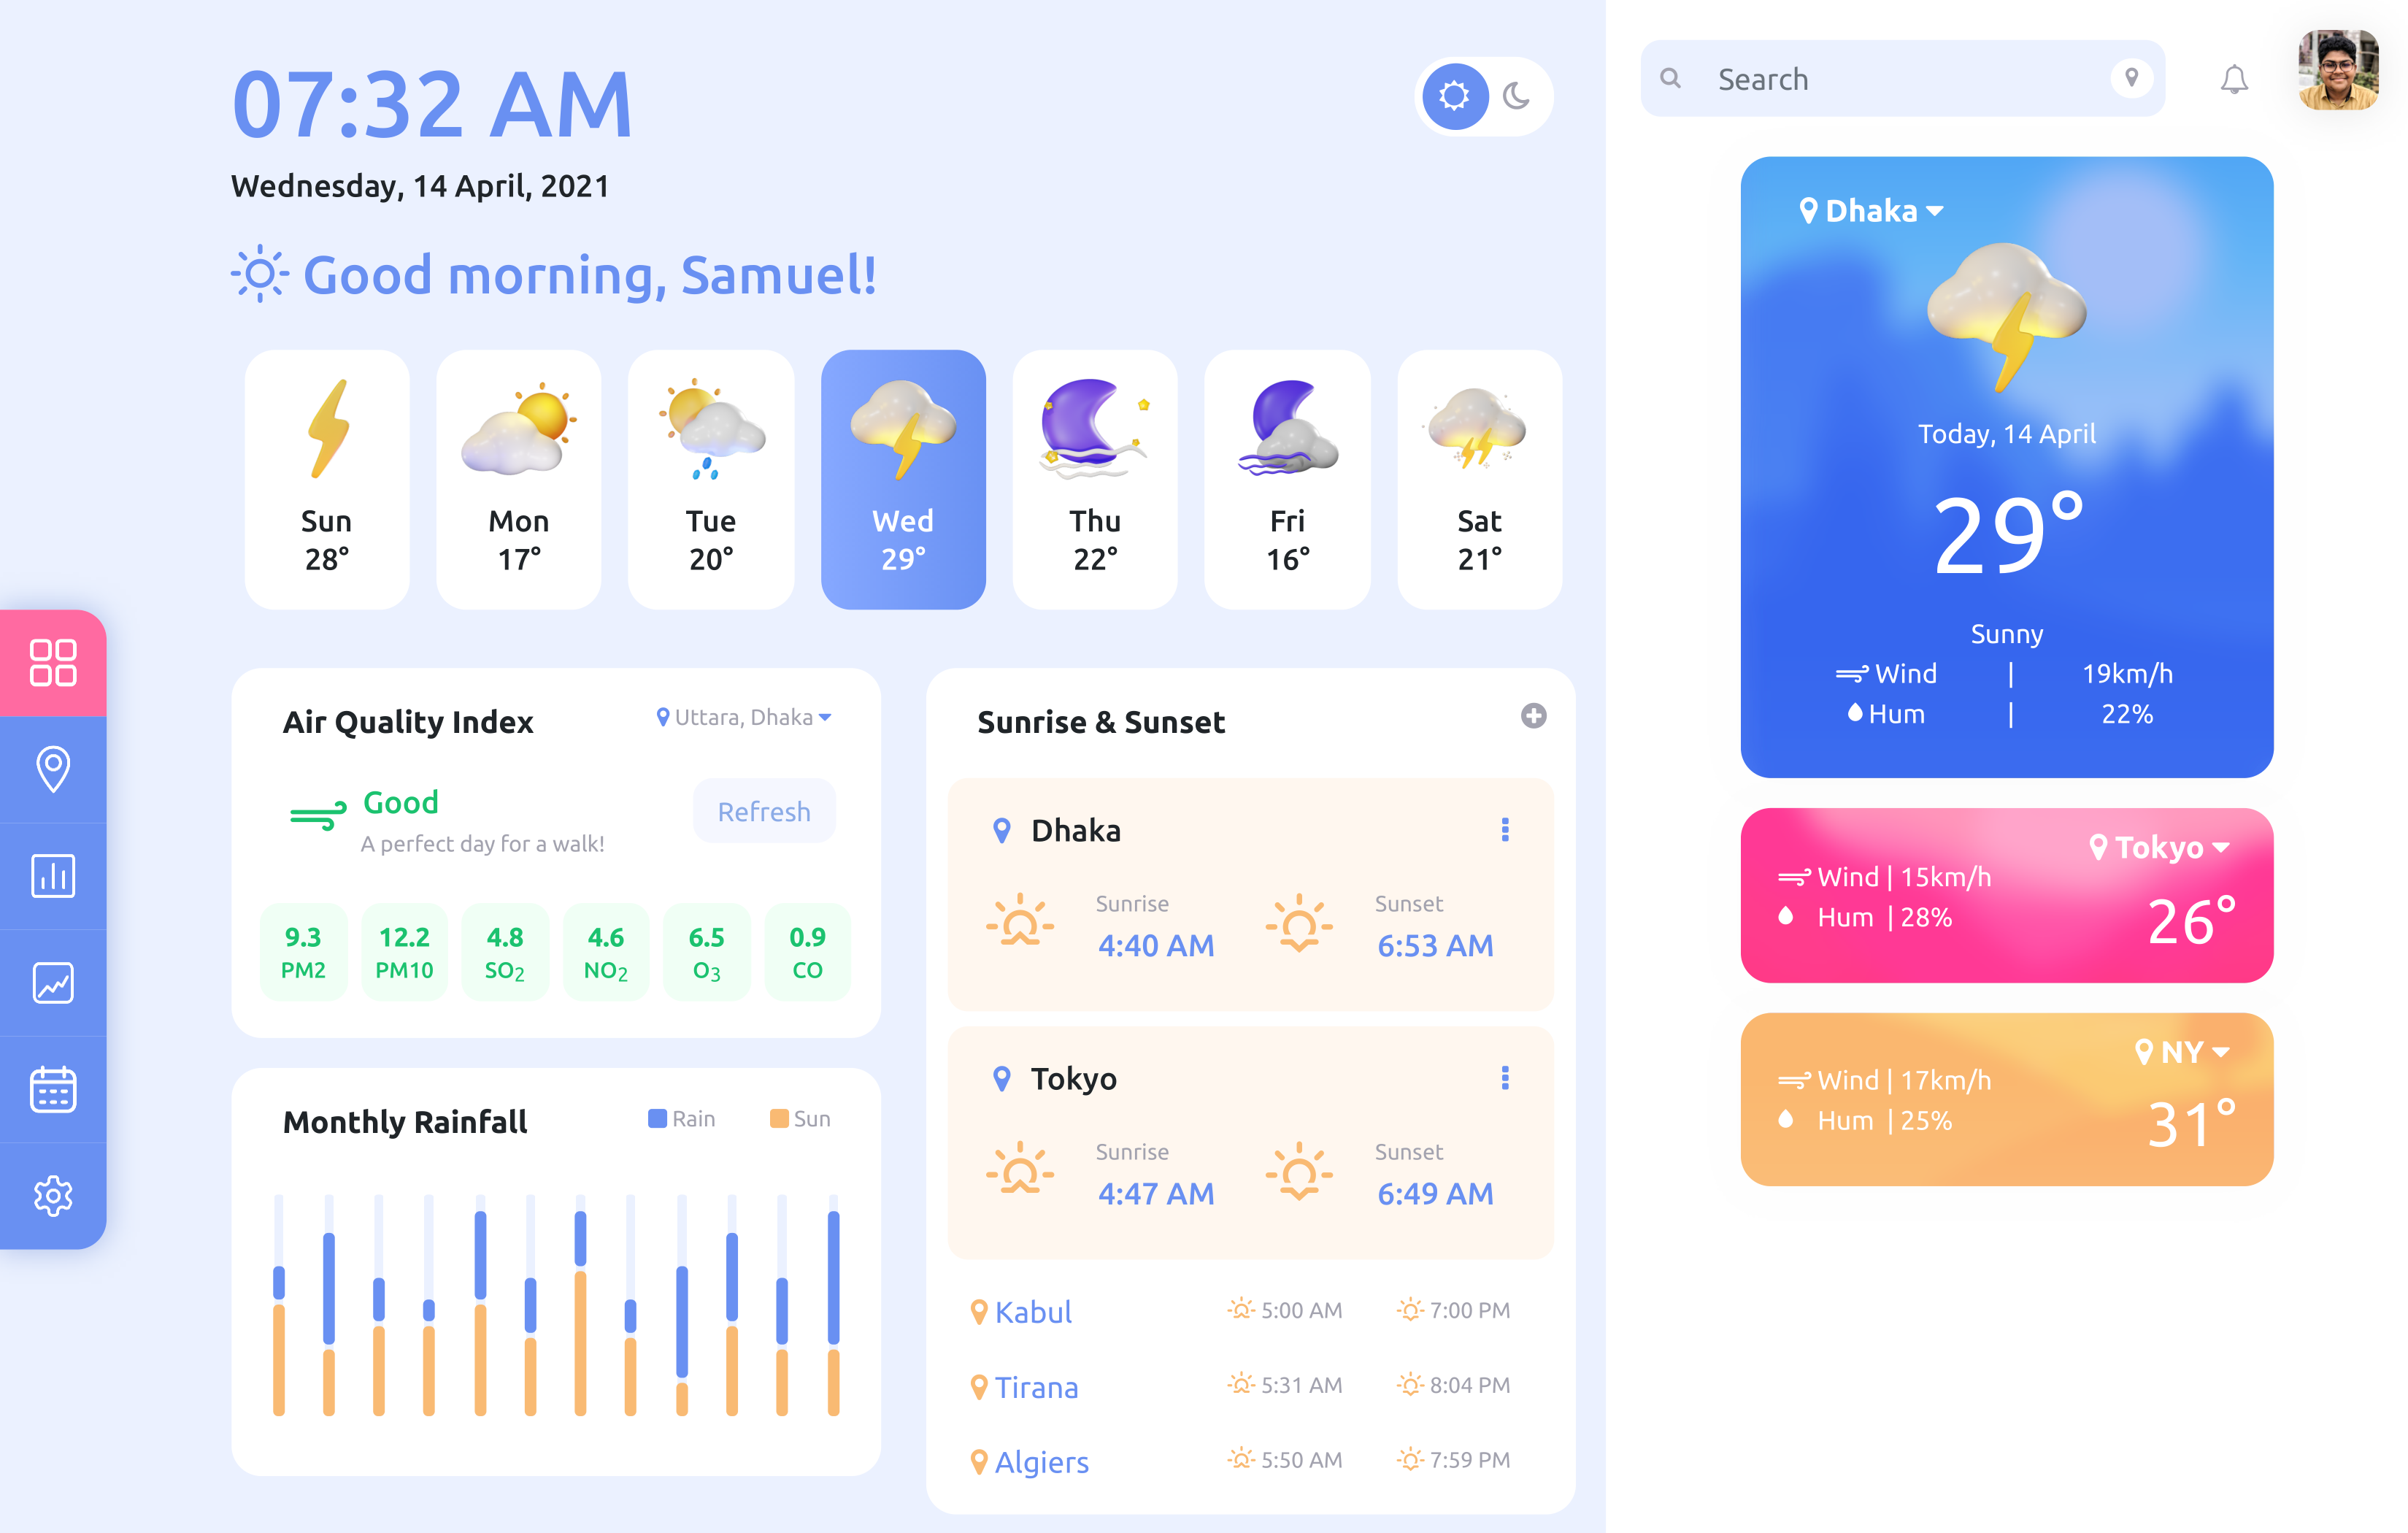 07:32 AM
Wednesday, 14 April, 2021
Good morning, Samuel!
Sun
28°
Mon
17°
Tue
20°
Wed
29°
Thu
22°
Fri
16°
Sat
21°
Air Quality Index
Uttara, Dhaka
Good
A perfect day for a walk!
Refresh
9.3
PM2
12.2
PM10
4.8
SO₂
4.6
NO₂
6.5
O₃
0.9
CO
Monthly Rainfall
Rain
Sun
Sunrise & Sunset
Dhaka
Sunrise
4:40 AM
Sunset
6:53 AM
Tokyo
Sunrise
4:47 AM
Sunset
6:49 AM
Kabul 5:00 AM 7:00 PM
Tirana 5:31 AM 8:04 PM
Algiers 5:50 AM 7:59 PM
Search
Dhaka
Today, 14 April
29°
Sunny
Wind | 19km/h
Hum | 22%
Tokyo
Wind | 15km/h
Hum | 28%
26°
NY
Wind | 17km/h
Hum | 25%
31°